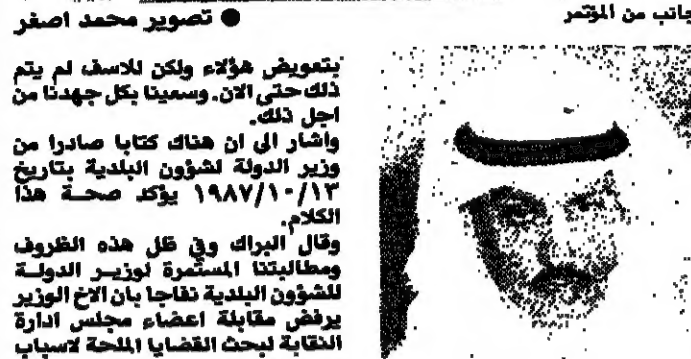 جانب من المؤتمر
● تصوير محمد اصغر
بتعويض هؤلاء ولكن للاسف لم يتم
ذلك حتى الان. وسعينا بكل جهدنا من
اجل ذلك.
واشار الى ان هناك كتابا صادرا من
وزير الدولة لشؤون البلدية بتاريخ
١٩٨٧/١٠/١٣ يؤكد صحة هذا
الكلام.
وقال البراك وفي ظل هذه الظروف
ومطالبتنا المستمرة لوزير الدولة
للشؤون البلدية نفاجا بان الاخ الوزير
يرفض مقابلة اعضاء مجلس ادارة
النقابة لبحث القضايا الملحة لاسباب